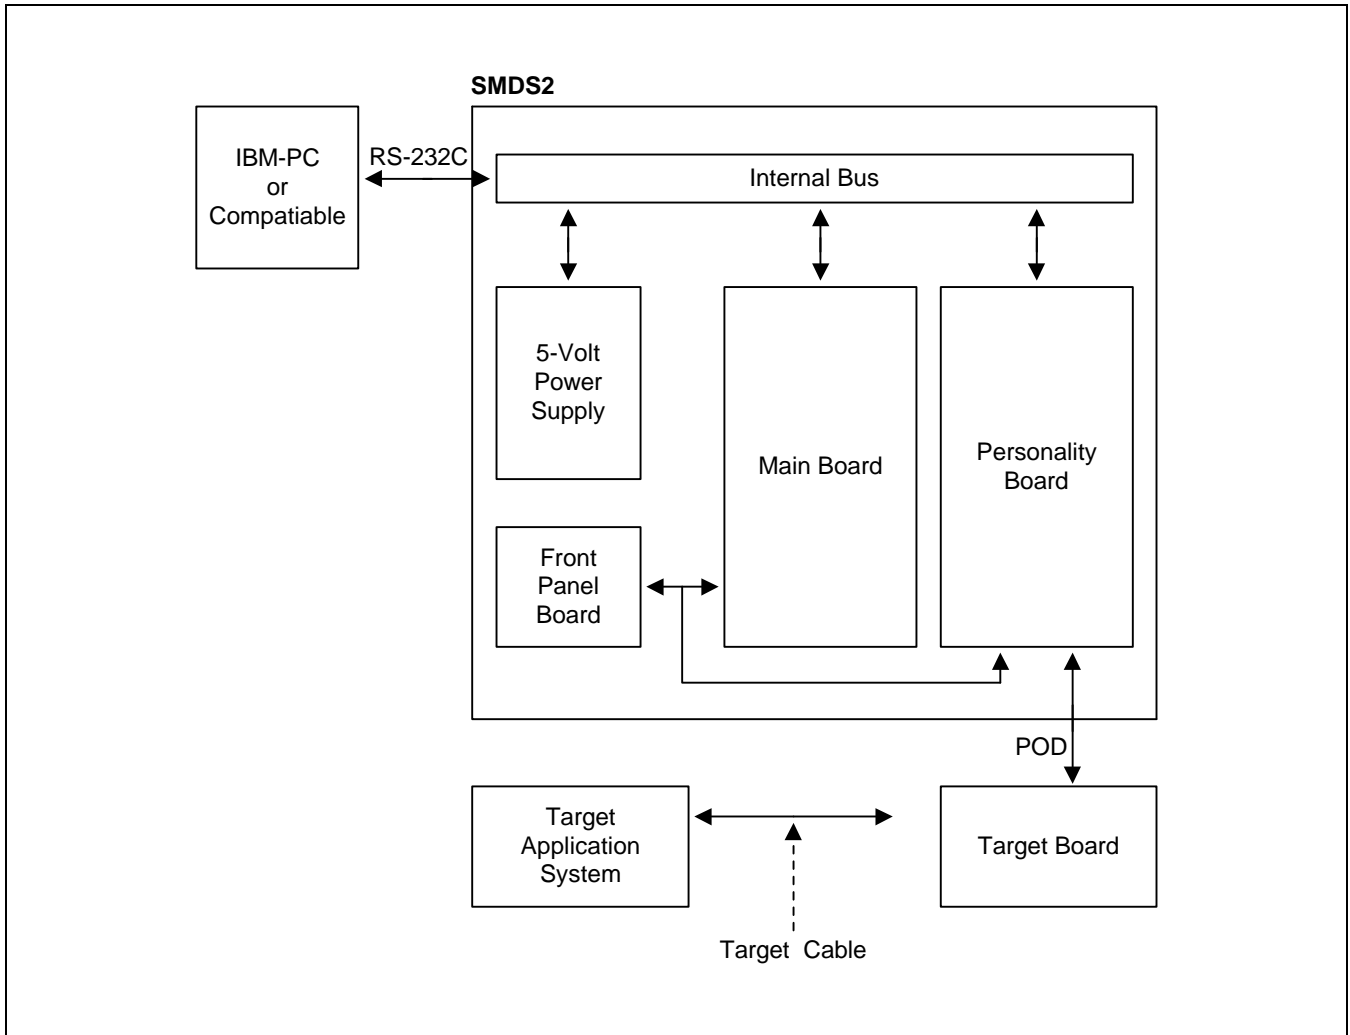 SMDS2
IBM-PC
or
Compatiable
RS-232C
Internal Bus
5-Volt
Power
Supply
Main Board
Personality
Board
Front
Panel
Board
POD
Target
Application
System
Target Board
Target Cable